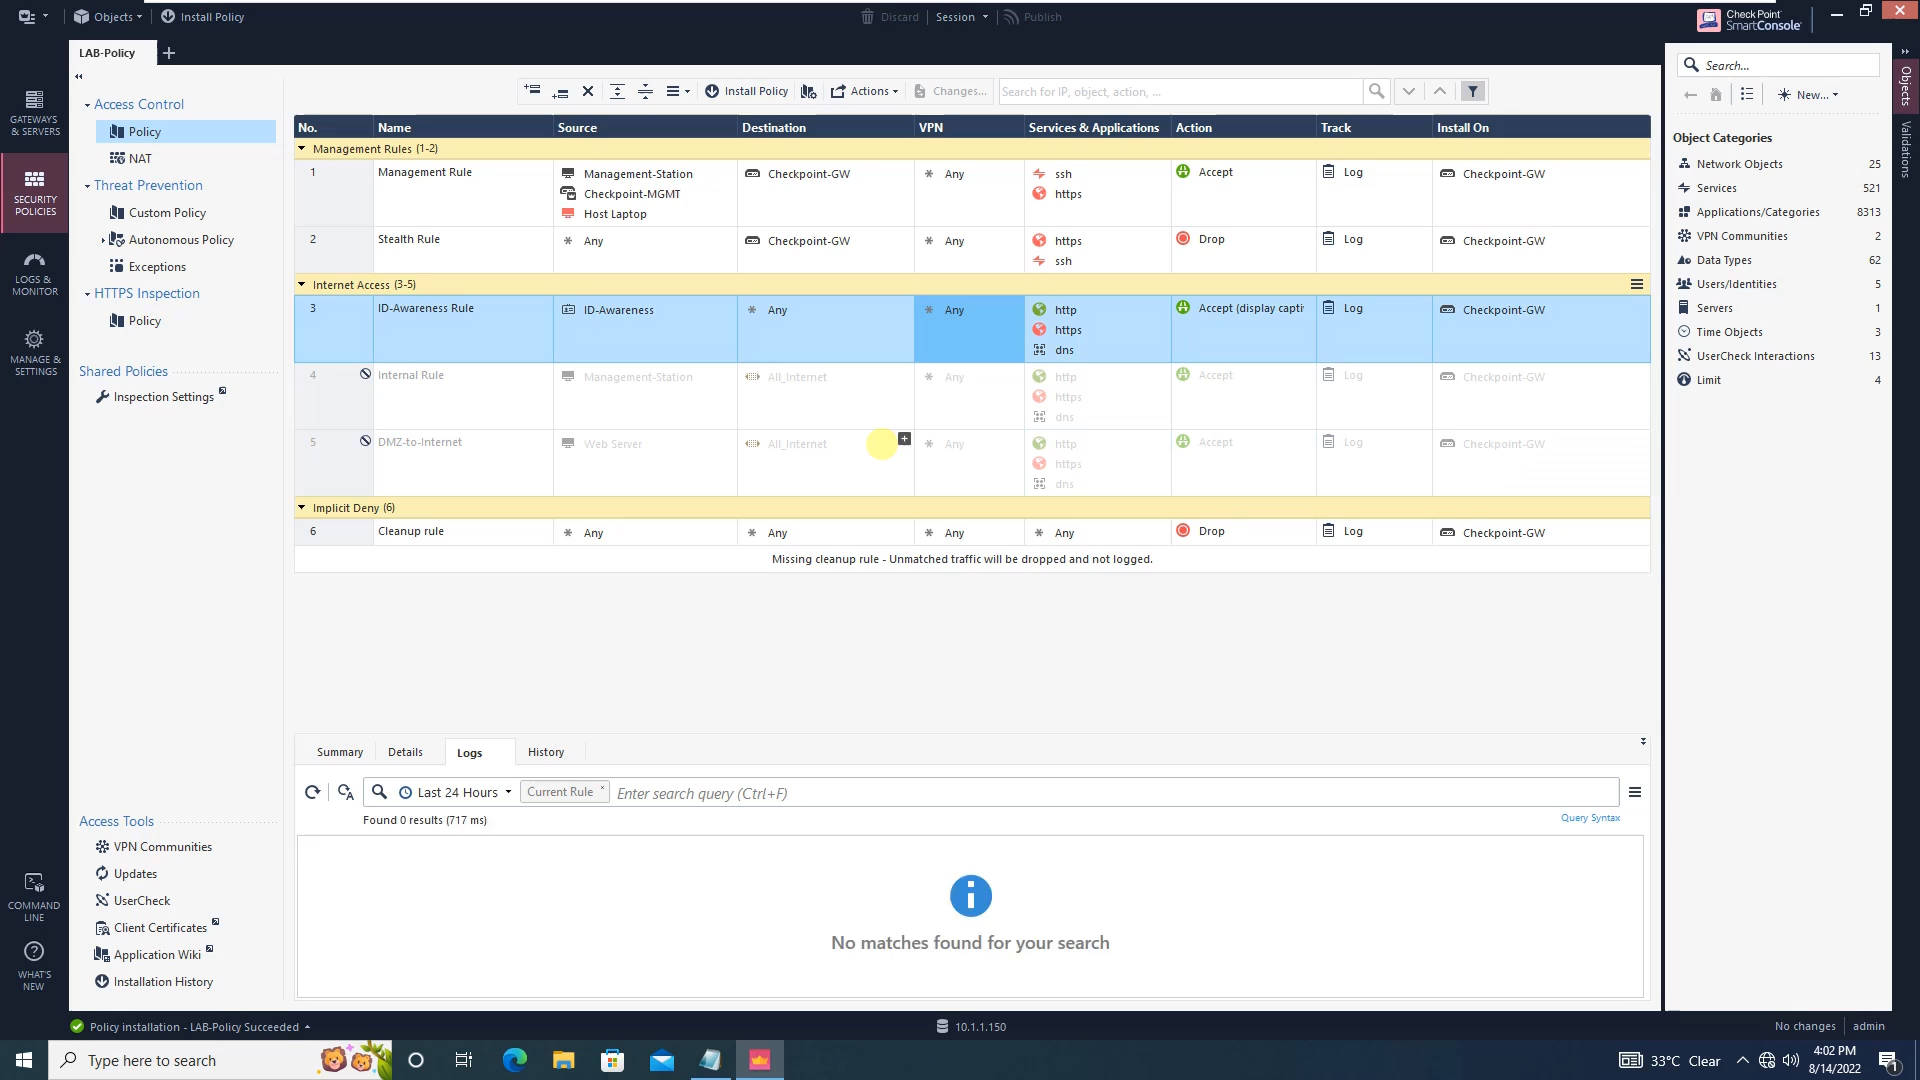 Objects
Install Policy
Discard
Session
Publish
Check Point
SmartConsole
LAB-Policy
GATEWAYS
& SERVERS
SECURITY
POLICIES
LOGS &
MONITOR
MANAGE &
SETTINGS
COMMAND
LINE
WHAT'S
NEW
Access Control
Policy
NAT
Threat Prevention
Custom Policy
Autonomous Policy
Exceptions
HTTPS Inspection
Policy
Shared Policies
Inspection Settings
Access Tools
VPN Communities
Updates
UserCheck
Client Certificates
Application Wiki
Installation History
Install Policy
Actions
Changes...
Search for IP, object, action, ...
No. Name Source Destination VPN Services & Applications Action Track Install On
Management Rules (1-2)
1 Management Rule Management-Station Checkpoint-GW Any ssh Accept Log Checkpoint-GW
Checkpoint-MGMT https
Host Laptop
2 Stealth Rule Any Checkpoint-GW Any https Drop Log Checkpoint-GW
ssh
Internet Access (3-5)
3 ID-Awareness Rule ID-Awareness Any Any http Accept (display capti Log Checkpoint-GW
https
dns
4 Internal Rule Management-Station All_Internet Any http Accept Log Checkpoint-GW
https
dns
5 DMZ-to-Internet Web Server All_Internet Any http Accept Log Checkpoint-GW
https
dns
Implicit Deny (6)
6 Cleanup rule Any Any Any Any Drop Log Checkpoint-GW
Missing cleanup rule - Unmatched traffic will be dropped and not logged.
Summary Details Logs History
Last 24 Hours Current Rule Enter search query (Ctrl+F)
Found 0 results (717 ms)
Query Syntax
No matches found for your search
Search...
New...
Object Categories
Network Objects 25
Services 521
Applications/Categories 8313
VPN Communities 2
Data Types 62
Users/Identities 5
Servers 1
Time Objects 3
UserCheck Interactions 13
Limit 4
Objects
Validations
Policy installation - LAB-Policy Succeeded
10.1.1.150
No changes
admin
Type here to search
33°C Clear
4:02 PM
8/14/2022
1